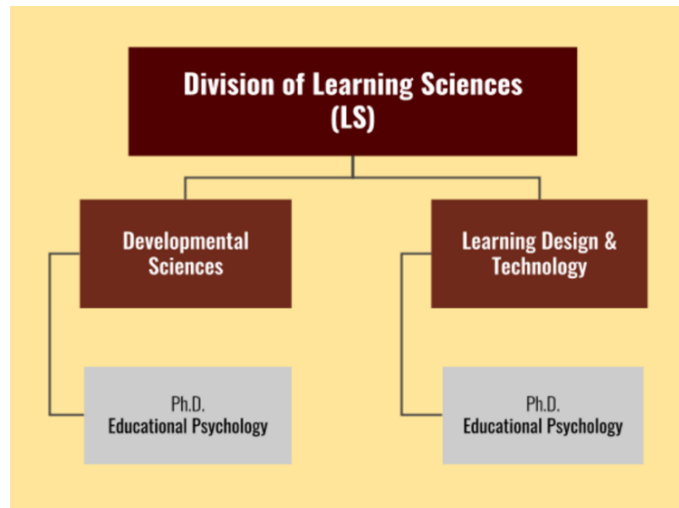 Division of Learning Sciences
(LS)
Developmental
Sciences
Learning Design &
Technology
Ph.D.
Educational Psychology
Ph.D.
Educational Psychology